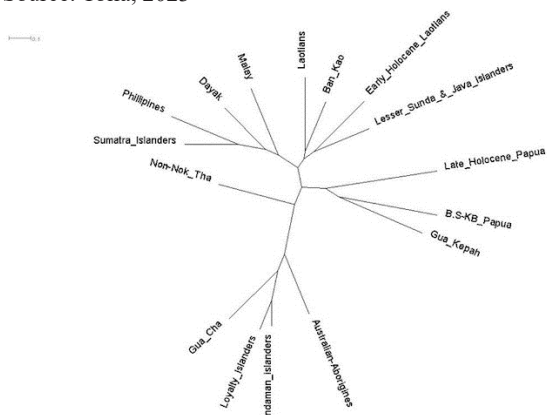 Laotians
Ban_Kao
Early_Holocene_Laotians
Malay
Dayak
Lesser_Sunda_&_Java_Islanders
Phillipines
Sumatra_Islanders
Non-Nok_Tha
Late_Holocene_Papua
B.S-KB_Papua
Gua_Kepah
Gua_Cha
Loyalty_Islanders
ndaman_islanders
Australian-Aborigines